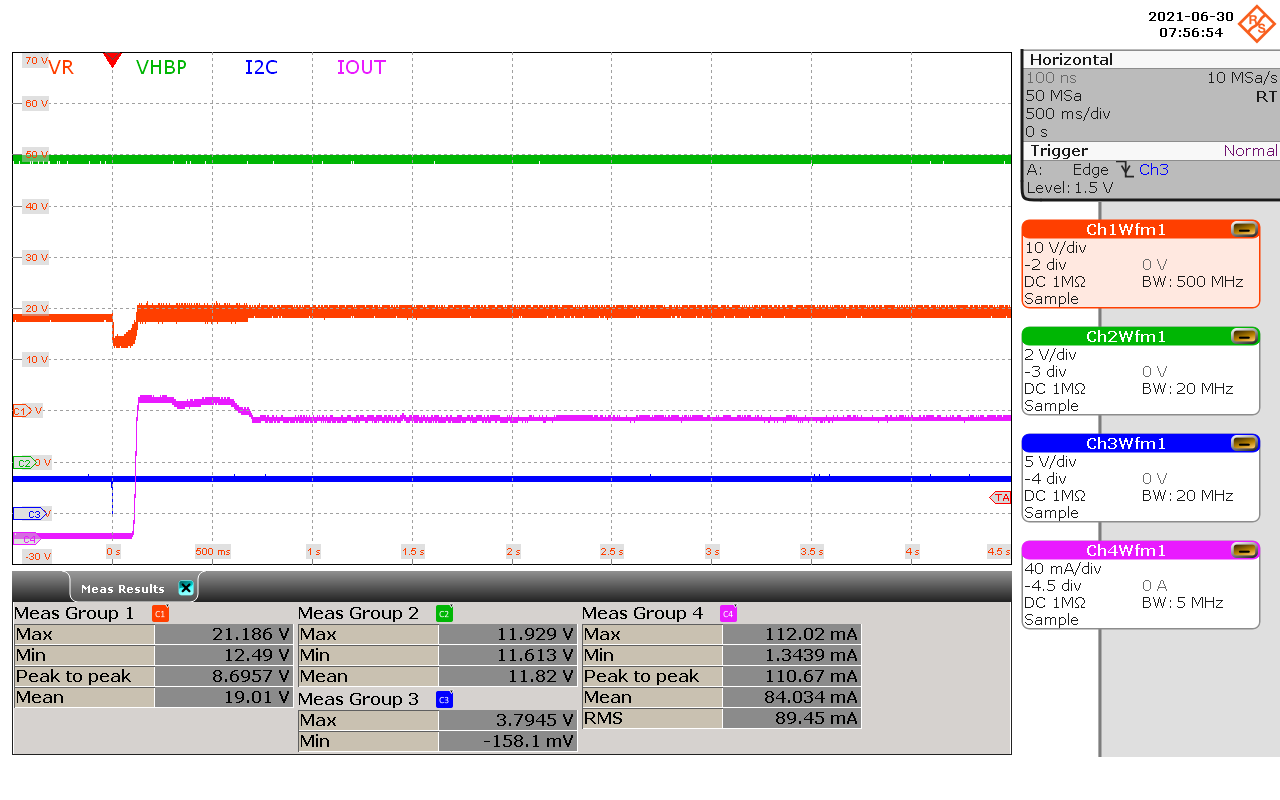 2021-06-30
07:56:54
R&S
70 V
VR
VHBP
I2C
IOUT
60 V
50 V
40 V
30 V
20 V
10 V
C1
V
C2
0 V
C3
V
C4
TA
-30 V
0 s
500 ms
1 s
1.5 s
2 s
2.5 s
3 s
3.5 s
4 s
4.5 s
Horizontal
100 ns
10 MSa/s
50 MSa
RT
500 ms/div
0 s
Trigger
Normal
A:
Edge
Ch3
Level: 1.5 V
Ch1Wfm1
10 V/div
-2 div
0 V
DC 1MΩ
BW: 500 MHz
Sample
Ch2Wfm1
2 V/div
-3 div
0 V
DC 1MΩ
BW: 20 MHz
Sample
Ch3Wfm1
5 V/div
-4 div
0 V
DC 1MΩ
BW: 20 MHz
Sample
Ch4Wfm1
40 mA/div
-4.5 div
0 A
DC 1MΩ
BW: 5 MHz
Sample
Meas Results
Meas Group 1
C1
Max
21.186 V
Min
12.49 V
Peak to peak
8.6957 V
Mean
19.01 V
Meas Group 2
C2
Max
11.929 V
Min
11.613 V
Mean
11.82 V
Meas Group 3
C3
Max
3.7945 V
Min
-158.1 mV
Meas Group 4
C4
Max
112.02 mA
Min
1.3439 mA
Peak to peak
110.67 mA
Mean
84.034 mA
RMS
89.45 mA